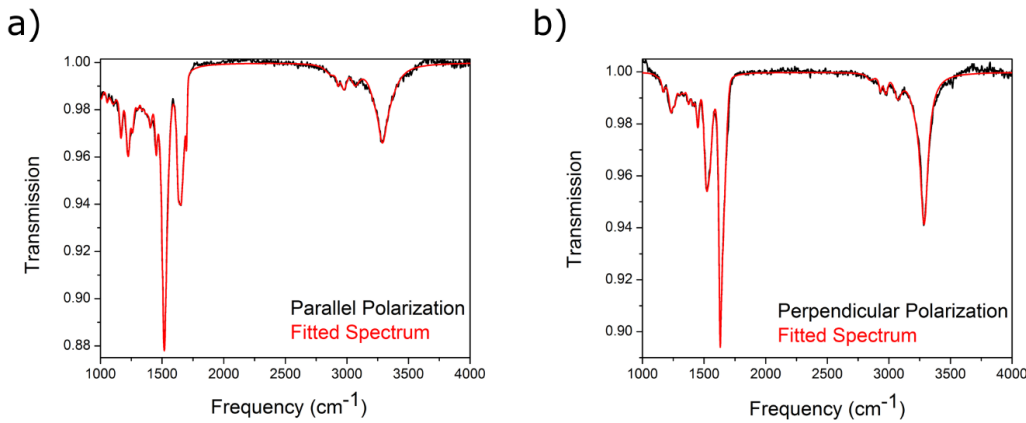 a)
Transmission
1.00
0.98
0.96
0.94
0.92
0.90
0.88
1000 1500 2000 2500 3000 3500 4000
Frequency (cm-1)
Parallel Polarization
Fitted Spectrum
b)
Transmission
1.00
0.98
0.96
0.94
0.92
0.90
1000 1500 2000 2500 3000 3500 4000
Frequency (cm-1)
Perpendicular Polarization
Fitted Spectrum